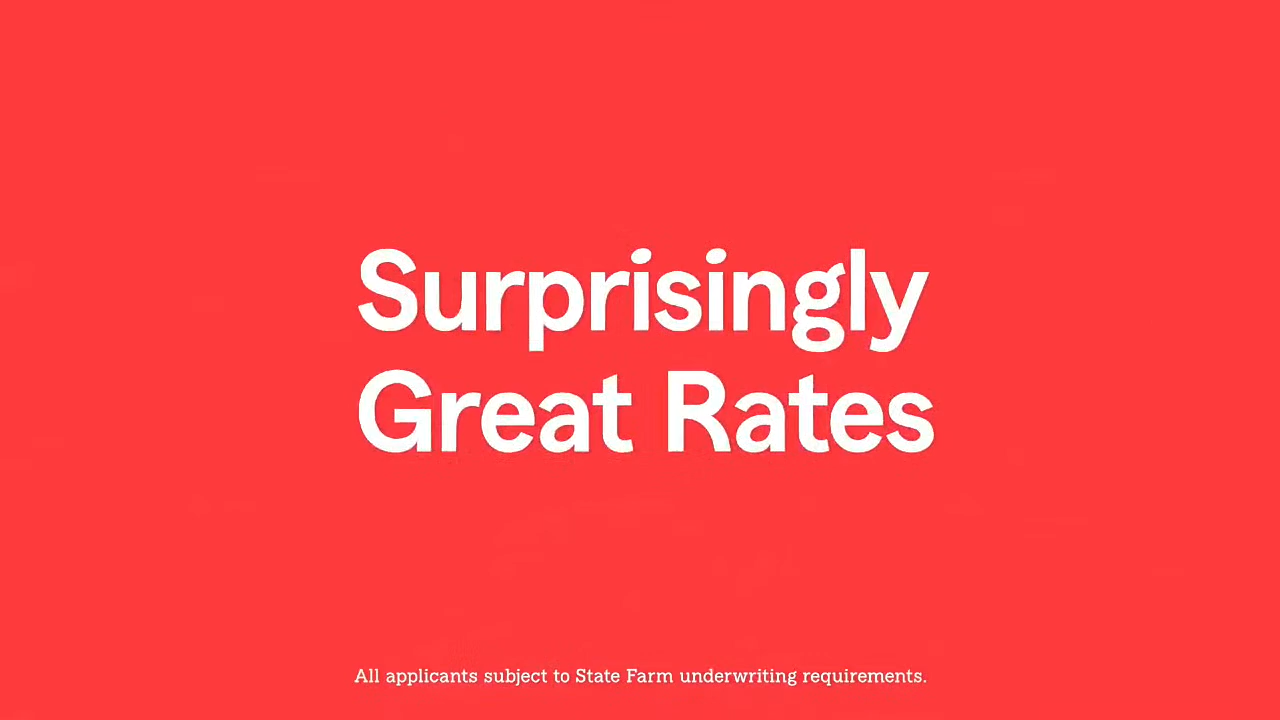 Surprisingly
Great Rates
All applicants subject to State Farm underwriting requirements.